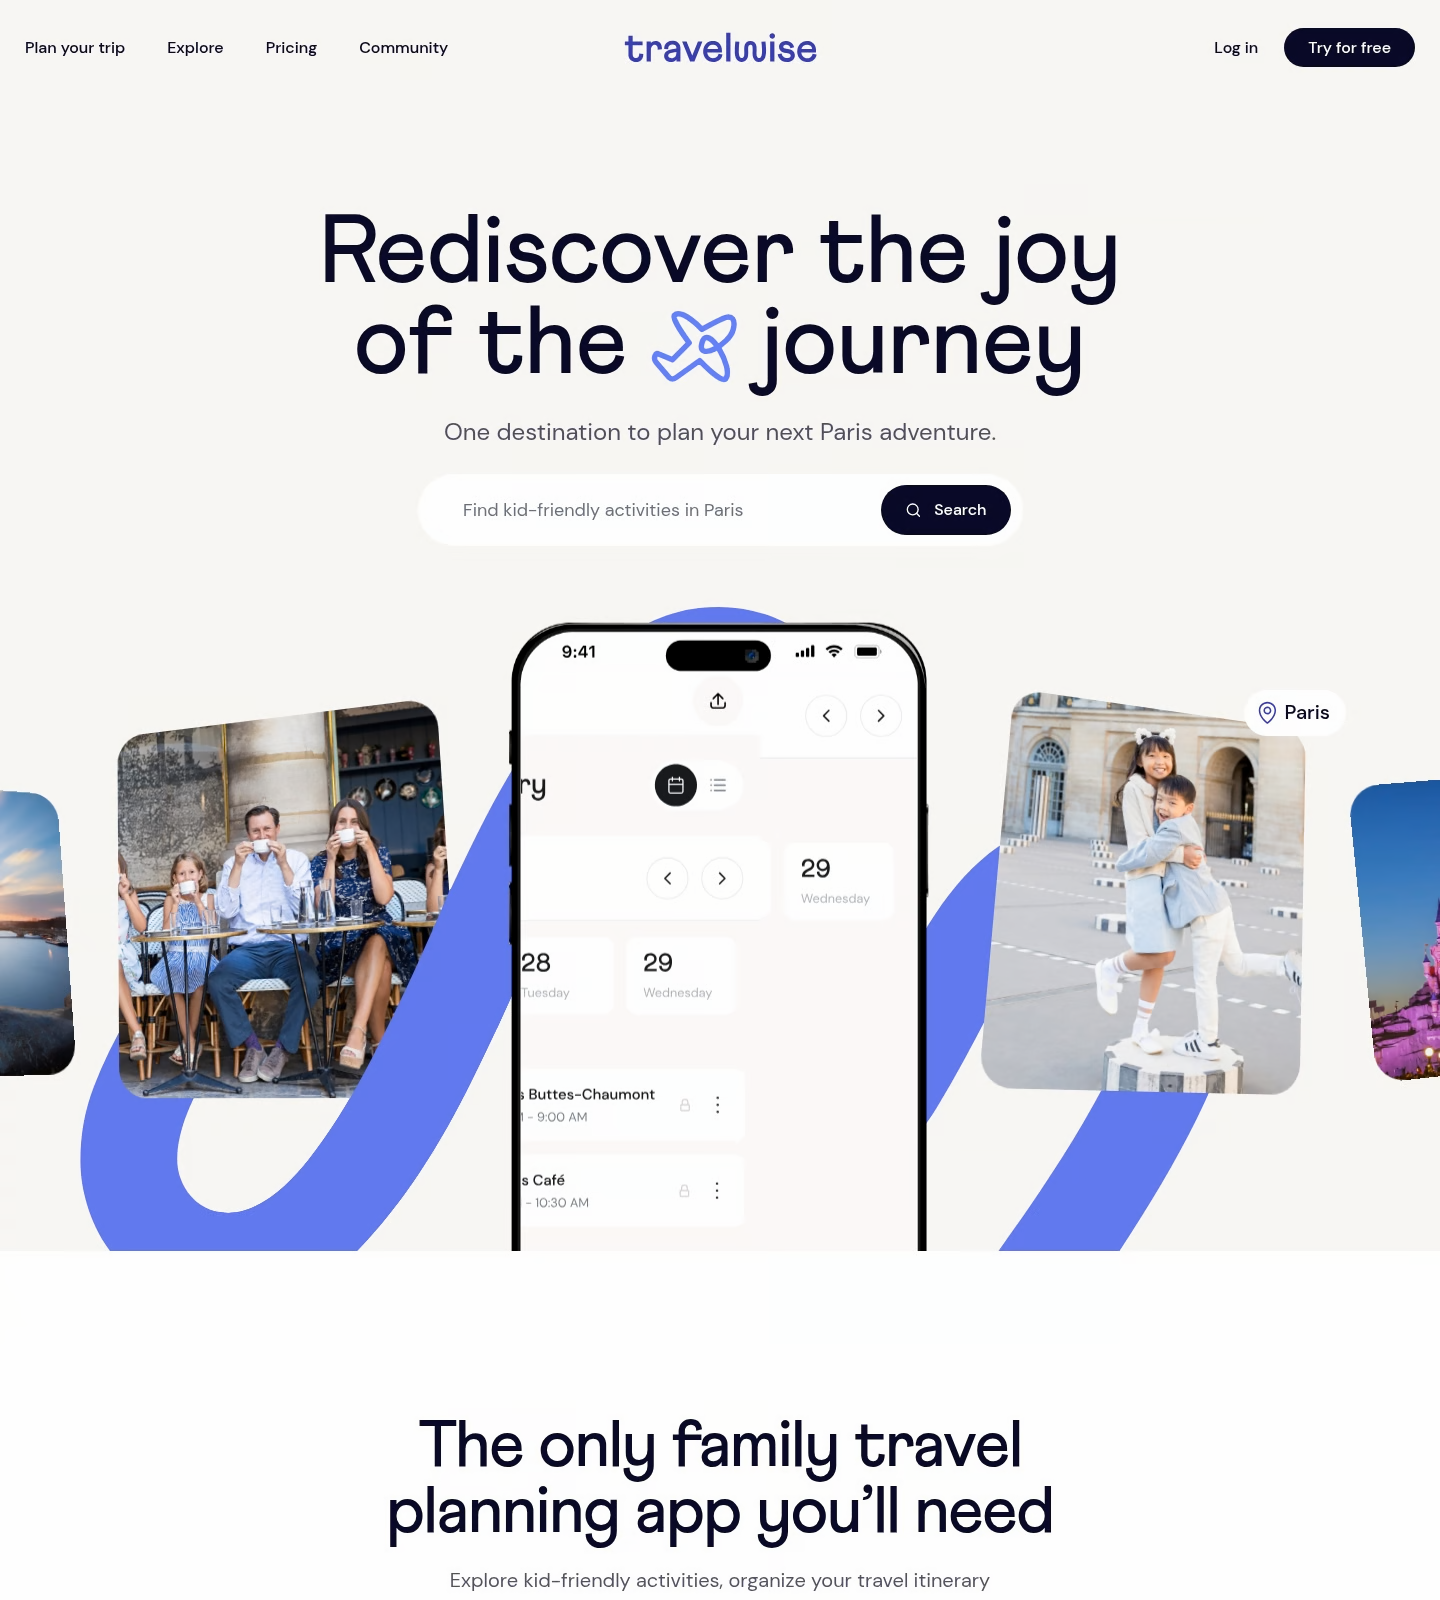 Plan your trip
Explore
Pricing
Community
travelwise
Log in
Try for free
Rediscover the joy
of the journey
One destination to plan your next Paris adventure.
Find kid-friendly activities in Paris
Search
9:41
ry
28
Tuesday
29
Wednesday
29
Wednesday
s Buttes-Chaumont
- 9:00 AM
s Café
- 10:30 AM
Paris
The only family travel
planning app you’ll need
Explore kid-friendly activities, organize your travel itinerary